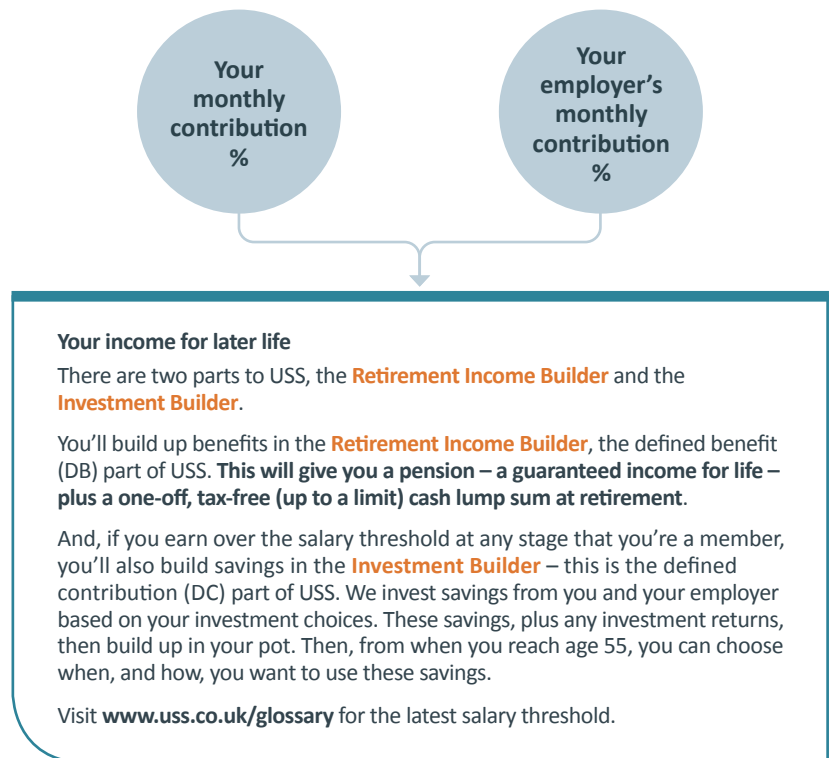 Your
monthly
contribution
%
Your
employer’s
monthly
contribution
%
Your income for later life
There are two parts to USS, the Retirement Income Builder and the
Investment Builder.
You’ll build up benefits in the Retirement Income Builder, the defined benefit
(DB) part of USS. This will give you a pension – a guaranteed income for life –
plus a one-off, tax-free (up to a limit) cash lump sum at retirement.
And, if you earn over the salary threshold at any stage that you’re a member,
you’ll also build savings in the Investment Builder – this is the defined
contribution (DC) part of USS. We invest savings from you and your employer
based on your investment choices. These savings, plus any investment returns,
then build up in your pot. Then, from when you reach age 55, you can choose
when, and how, you want to use these savings.
Visit www.uss.co.uk/glossary for the latest salary threshold.